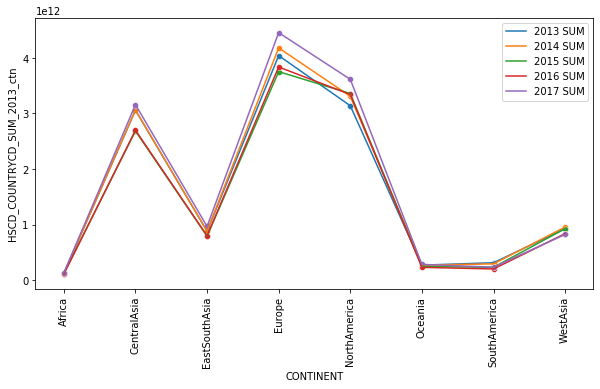 1e12
2013 SUM
2014 SUM
2015 SUM
2016 SUM
2017 SUM
HSCD_COUNTRYCD_SUM_2013_ctn
4
3
2
1
0
Africa
CentralAsia
EastSouthAsia
Europe
NorthAmerica
Oceania
SouthAmerica
WestAsia
CONTINENT